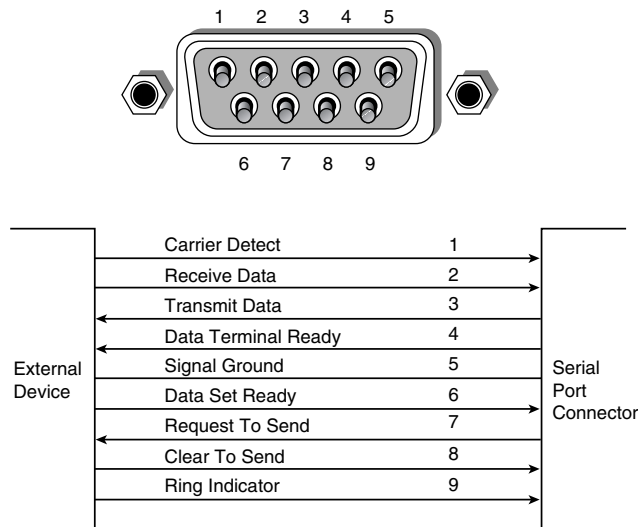 1 2 3 4 5
6 7 8 9
Carrier Detect 1
Receive Data 2
Transmit Data 3
Data Terminal Ready 4
Signal Ground 5
Data Set Ready 6
Request To Send 7
Clear To Send 8
Ring Indicator 9
External
Device
Serial
Port
Connector